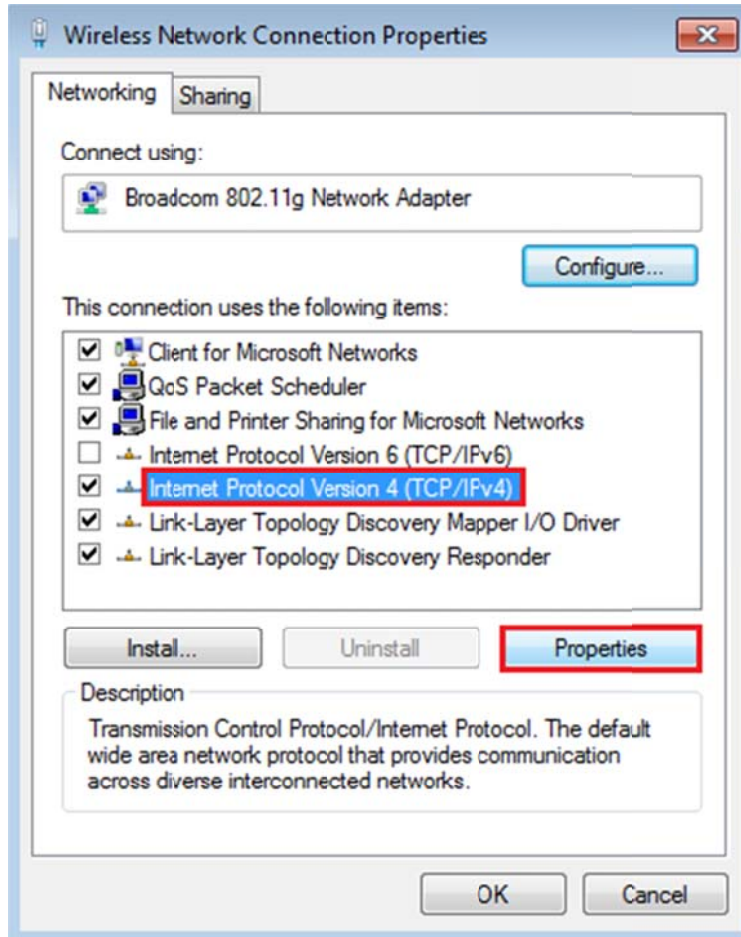 Wireless Network Connection Properties
Networking
Sharing
Connect using:
Broadcom 802.11g Network Adapter
Configure...
This connection uses the following items:
Client for Microsoft Networks
QoS Packet Scheduler
File and Printer Sharing for Microsoft Networks
Internet Protocol Version 6 (TCP/IPv6)
Internet Protocol Version 4 (TCP/IPv4)
Link-Layer Topology Discovery Mapper I/O Driver
Link-Layer Topology Discovery Responder
Instal...
Uninstall
Properties
Description
Transmission Control Protocol/Internet Protocol. The default
wide area network protocol that provides communication
across diverse interconnected networks.
OK
Cancel